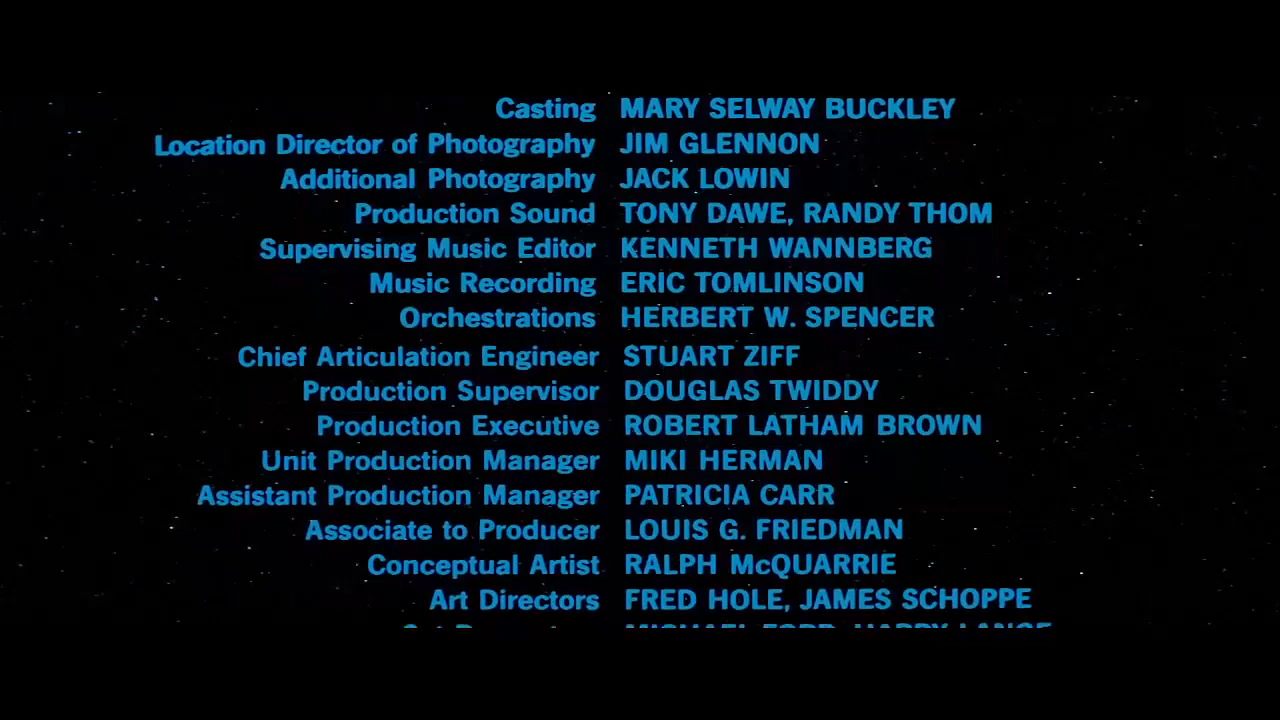 Casting MARY SELWAY BUCKLEY
Location Director of Photography JIM GLENNON
Additional Photography JACK LOWIN
Production Sound TONY DAWE, RANDY THOM
Supervising Music Editor KENNETH WANNBERG
Music Recording ERIC TOMLINSON
Orchestrations HERBERT W. SPENCER
Chief Articulation Engineer STUART ZIFF
Production Supervisor DOUGLAS TWIDDY
Production Executive ROBERT LATHAM BROWN
Unit Production Manager MIKI HERMAN
Assistant Production Manager PATRICIA CARR
Associate to Producer LOUIS G. FRIEDMAN
Conceptual Artist RALPH McQUARRIE
Art Directors FRED HOLE, JAMES SCHOPPE